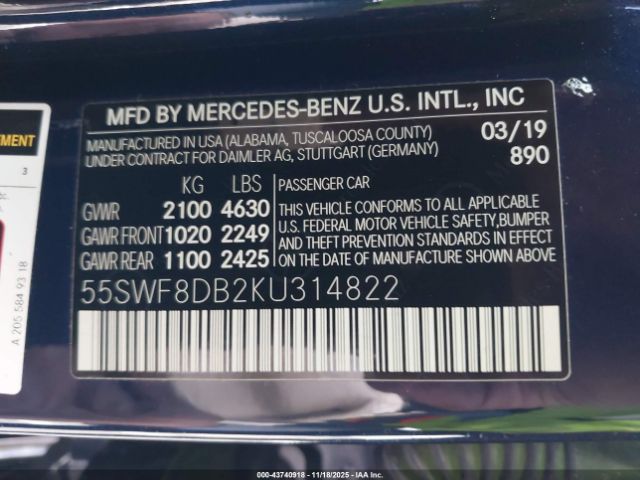 MFD BY MERCEDES-BENZ U.S. INTL., INC
MANUFACTURED IN USA (ALABAMA, TUSCALOOSA COUNTY) 03/19
UNDER CONTRACT FOR DAIMLER AG, STUTTGART (GERMANY) 890
KG LBS PASSENGER CAR
GVWR 2100 4630
GAWR FRONT 1020 2249
GAWR REAR 1100 2425
THIS VEHICLE CONFORMS TO ALL APPLICABLE
U.S. FEDERAL MOTOR VEHICLE SAFETY,BUMPER
AND THEFT PREVENTION STANDARDS IN EFFECT
ON THE DATE OF MANUFACTURE SHOWN ABOVE.
55SWF8DB2KU314822
3
A 205 584 93 18
000-43740918 - 11/18/2025 - IAA Corp.